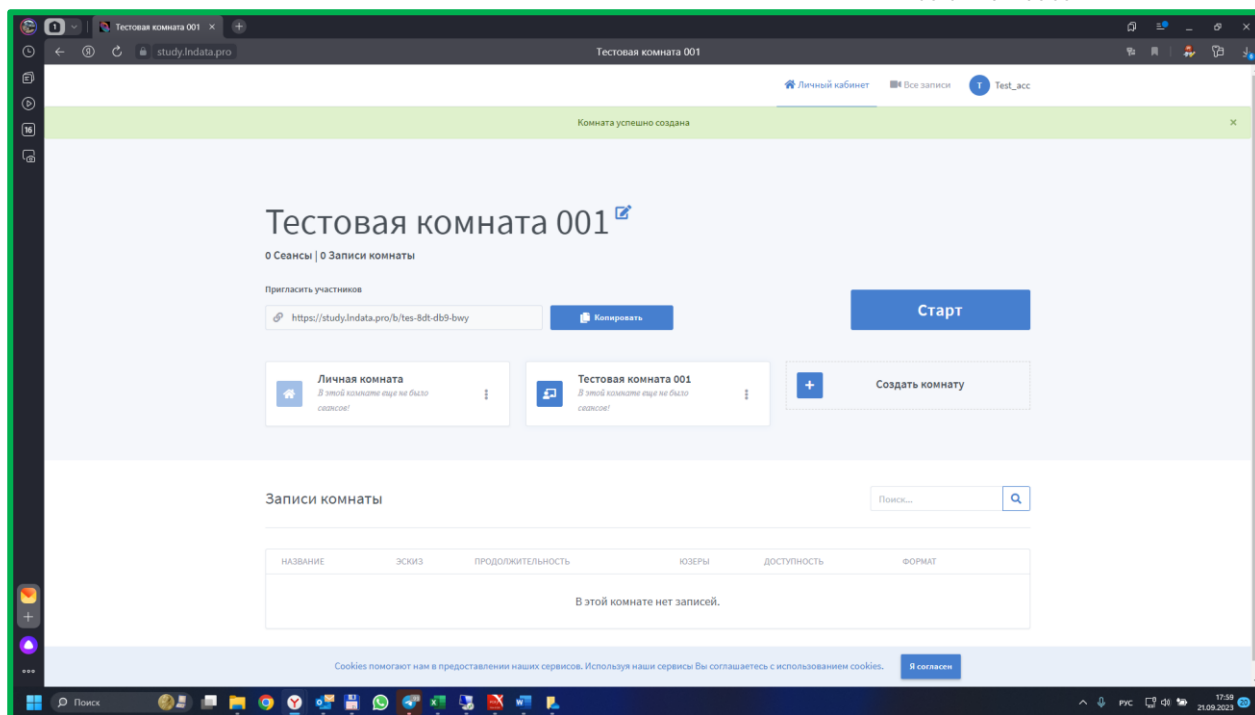 1
Тестовая комната 001
study.lndata.pro
Тестовая комната 001
16
Личный кабинет
Все записи
T
Test_acc
Комната успешно создана
Тестовая комната 001
0 Сеансы | 0 Записи комнаты
Пригласить участников
https://study.lndata.pro/b/tes-8dt-db9-bwy
Копировать
Старт
Личная комната
В этой комнате еще не было
сеансов!
Тестовая комната 001
В этой комнате еще не было
сеансов!
Создать комнату
Записи комнаты
Поиск...
НАЗВАНИЕ ЭСКИЗ ПРОДОЛЖИТЕЛЬНОСТЬ ЮЗЕРЫ ДОСТУПНОСТЬ ФОРМАТ
В этой комнате нет записей.
Cookies помогают нам в предоставлении наших сервисов. Используя наши сервисы Вы соглашаетесь с использованием cookies.
Я согласен
Поиск
РУС
17:59
21.09.2023